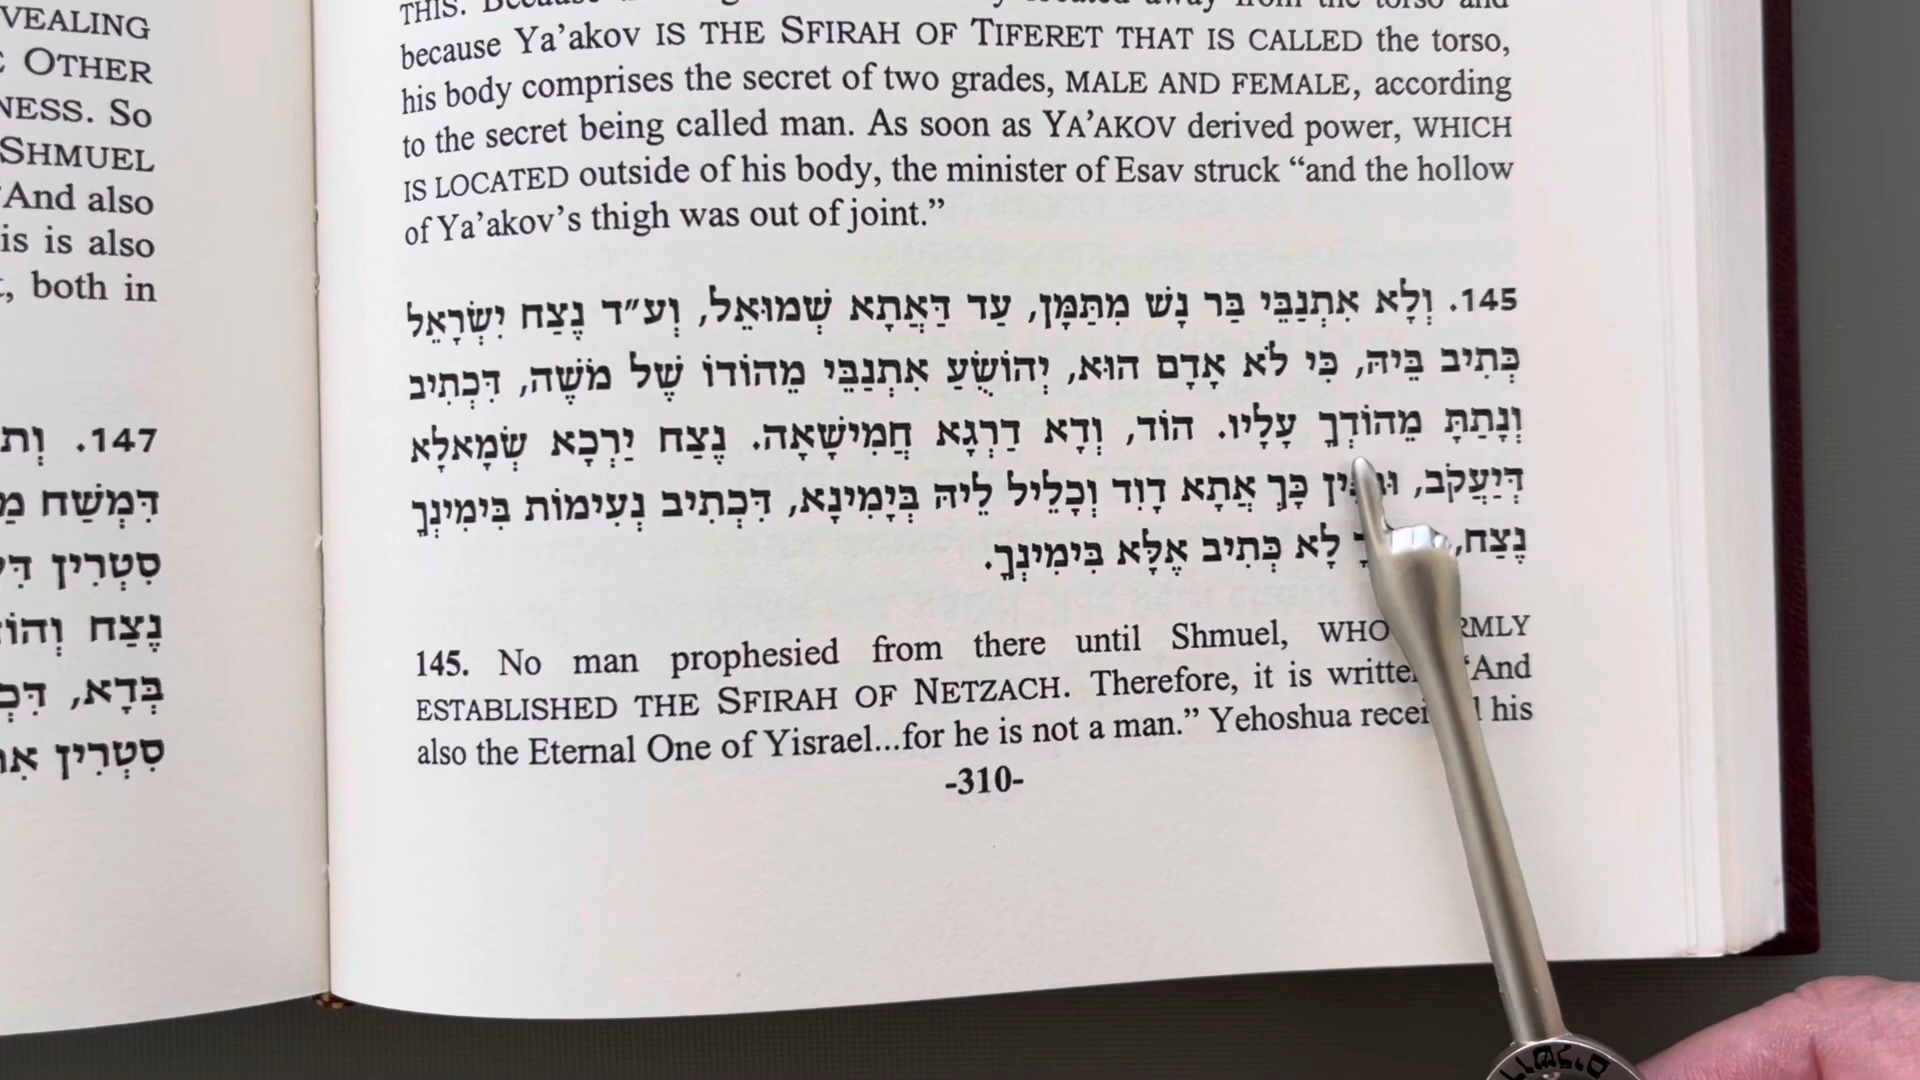 VEALING
OTHER
NESS. SO
SHMUEL
"And also
is is also
, both in
147. 
דִּמְשַׁח
סִטְרִין
נֶצַח
בְּדָא,
סִטְרִין
THIS.
because Ya'akov IS THE SFIRAH OF TIFERET THAT IS CALLED the torso,
his body comprises the secret of two grades, MALE AND FEMALE, according
to the secret being called man. As soon as YA'AKOV derived power, WHICH
IS LOCATED outside of his body, the minister of Esav struck "and the hollow
of Ya'akov's thigh was out of joint."
145. וְלָא אִתְנַבֵּי בַּר נָשׁ מִתַּמָּן, עַד דַּאֲתָא שְׁמוּאֵל, וְע״ד נֶצַח יִשְׂרָאֵל
כְּתִיב בֵּיהּ, כִּי לֹא אָדָם הוּא, יְהוֹשֻׁעַ אִתְנַבֵּי מֵהוֹדוֹ שֶׁל מֹשֶׁה, דִּכְתִיב
וְנָתַתָּ מֵהוֹדְךָ עָלָיו. הוֹד, וְדָא דַרְגָּא חֲמִישָׁאָה. נֶצַח יַרְכָא שְׂמָאלָא
דְּיַעֲקֹב, כָּךְ אֲתָא דָוִד וְכָלֵיל לֵיהּ בְּיָמִינָא, דִּכְתִיב נְעִימוֹת בִּימִינְךָ
נֶצַח, לָא כְּתִיב אֶלָּא בִּימִינְךָ.
145. No man prophesied from there until Shmuel, WHO
ESTABLISHED THE SFIRAH OF NETZACH. Therefore, it is "And
also the Eternal One of Yisrael...for he is not a man." Yehoshua his
-310-